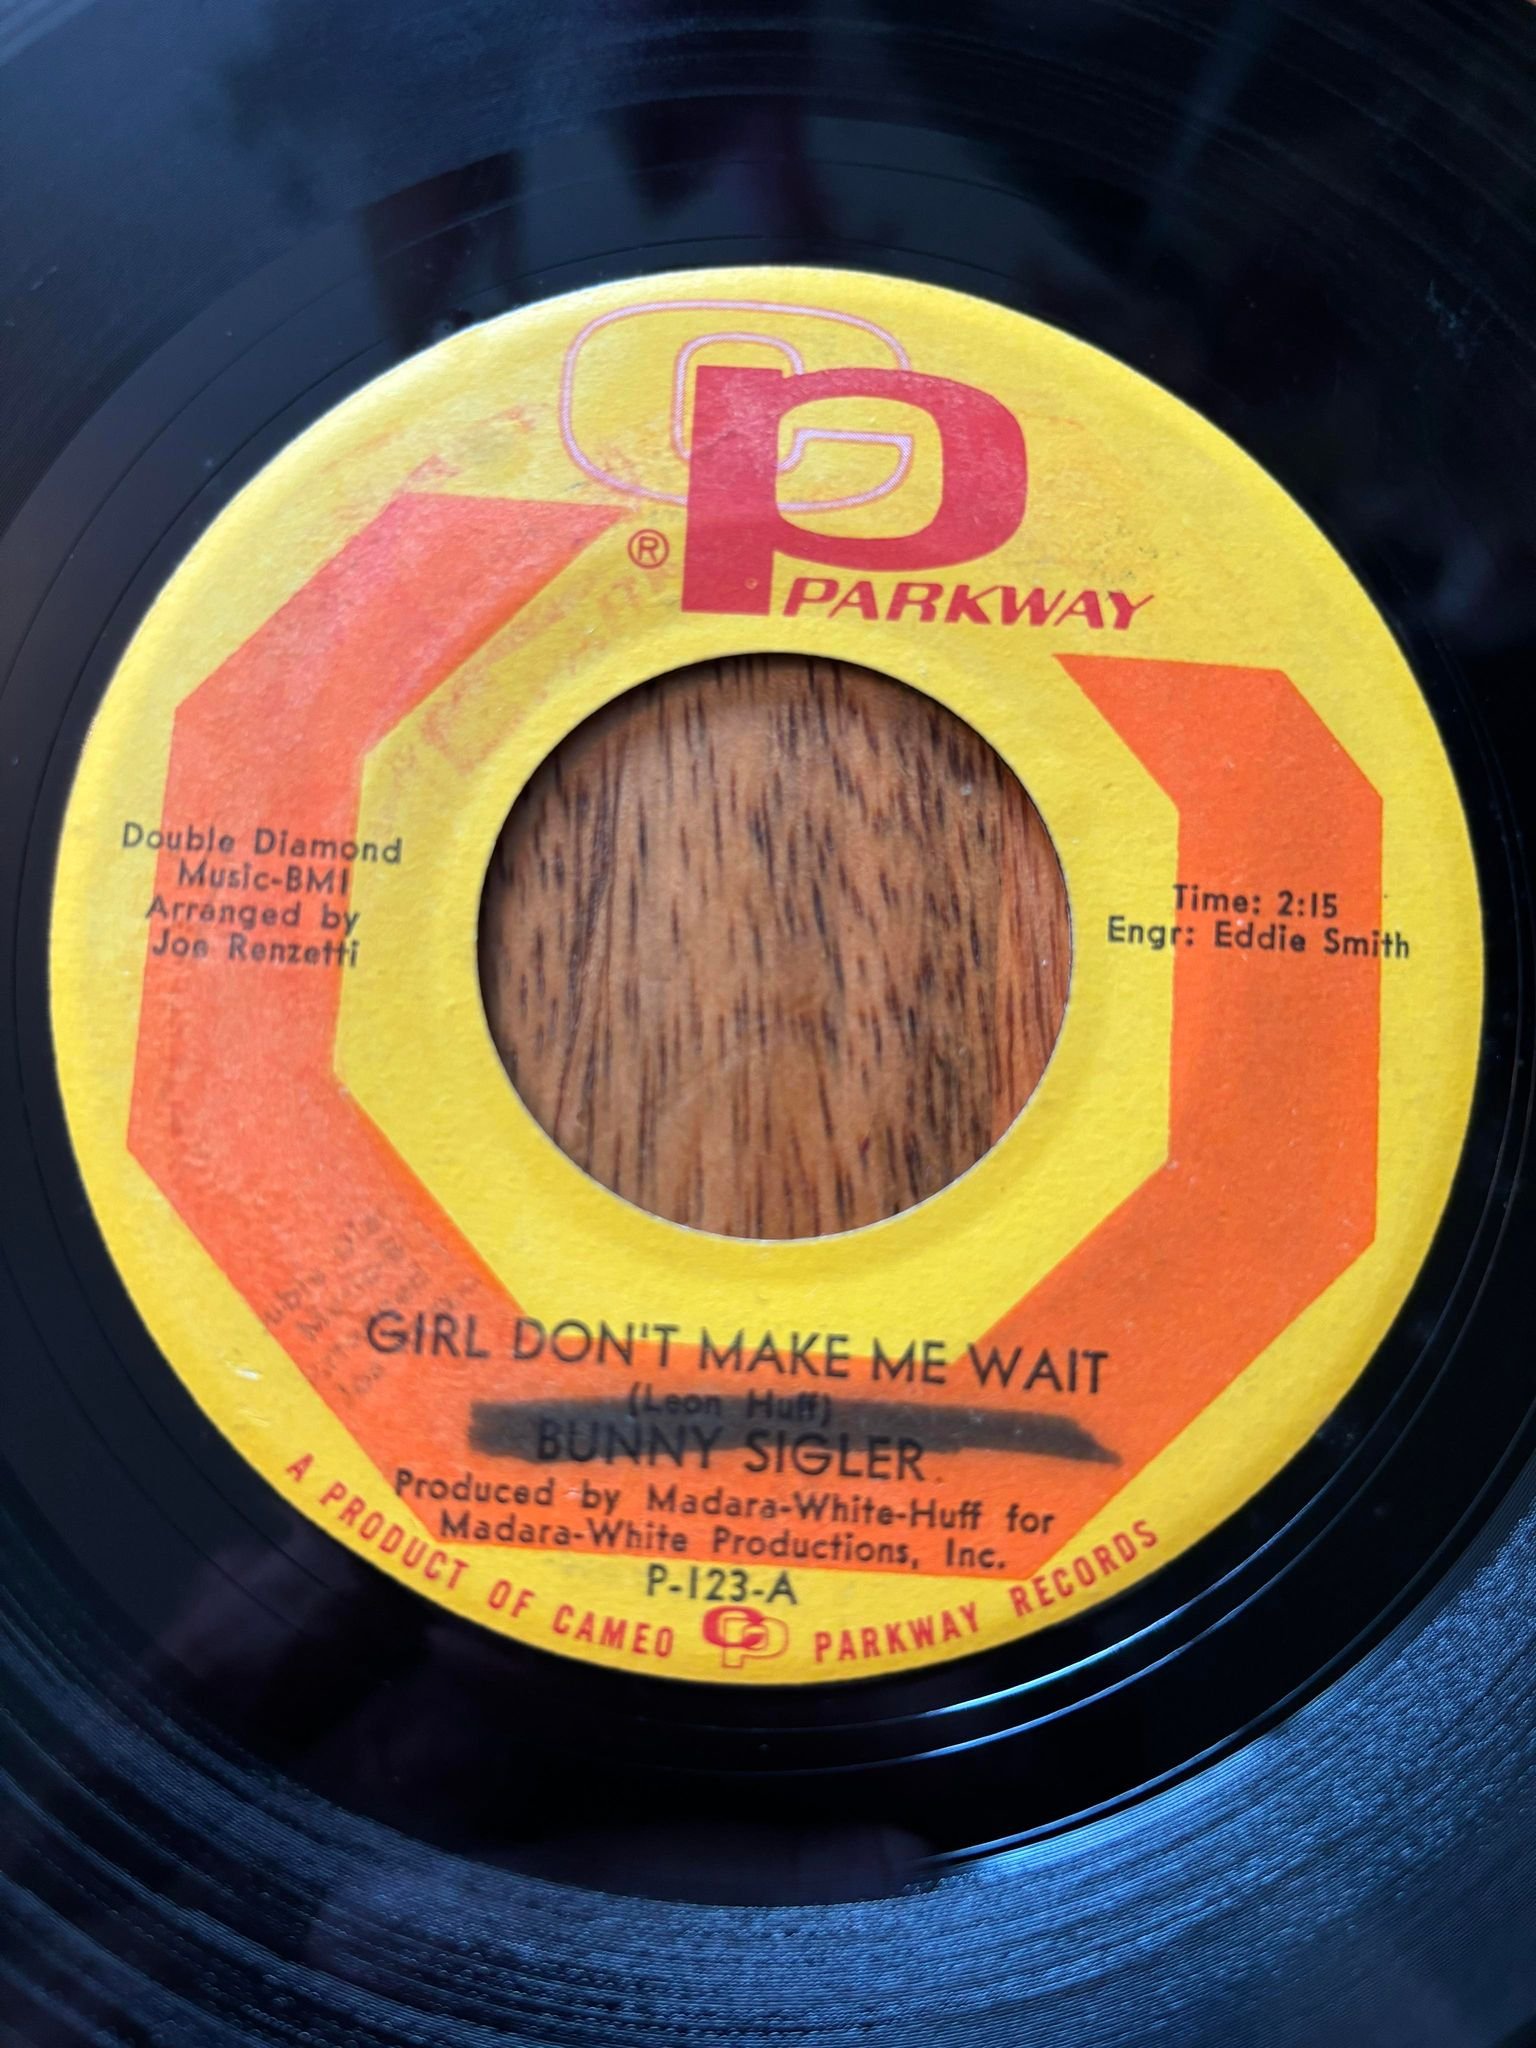 CP
® PARKWAY
Double Diamond
Music-BMI
Arranged by
Joe Renzetti
Time: 2:15
Engr: Eddie Smith
GIRL DON'T MAKE ME WAIT
(Leon Huff)
BUNNY SIGLER
Produced by Madara-White-Huff for
Madara-White Productions, Inc.
P-123-A
A PRODUCT OF CAMEO CP PARKWAY RECORDS